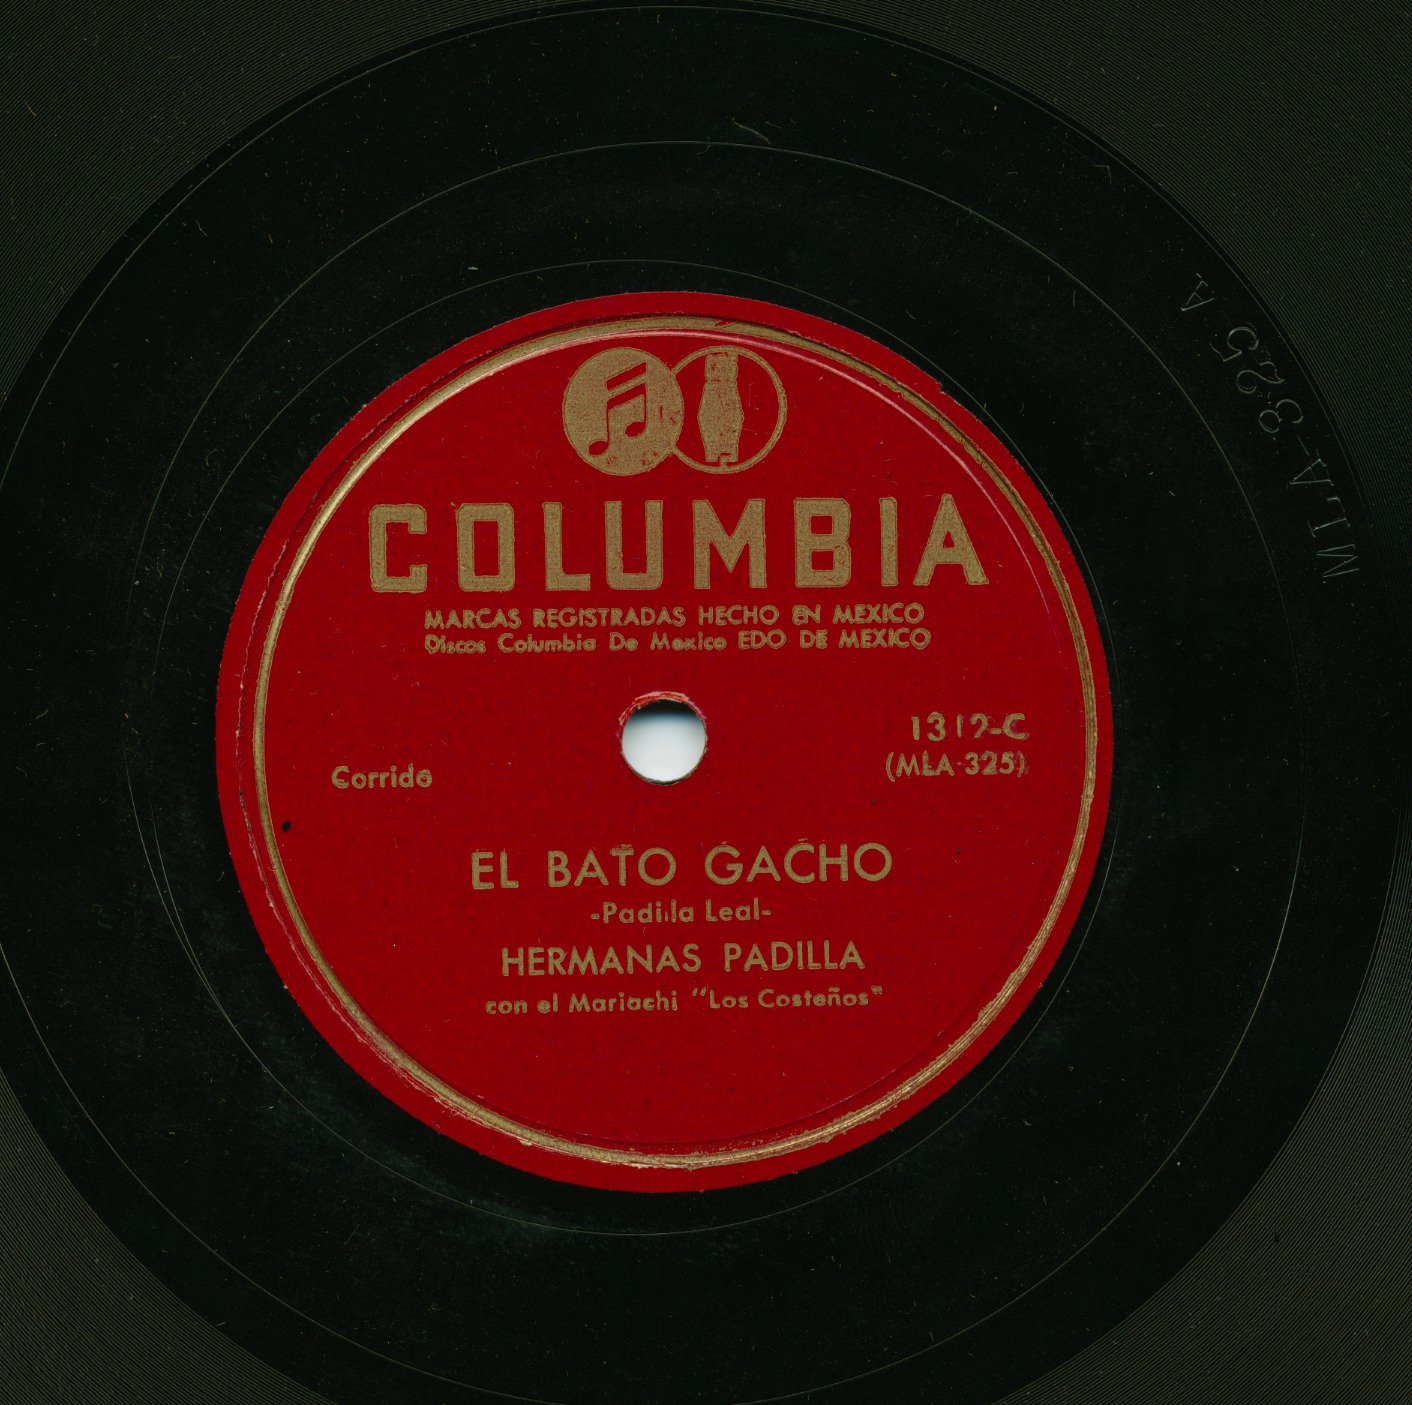 COLUMBIA
MARCAS REGISTRADAS HECHO EN MEXICO
Discos Columbia De Mexico EDO DE MEXICO
1312-C
(MLA-325)
Corrido
EL BATO GACHO
-Padilla Leal-
HERMANAS PADILLA
con el Mariachi "Los Costeños"
MLA-325 A